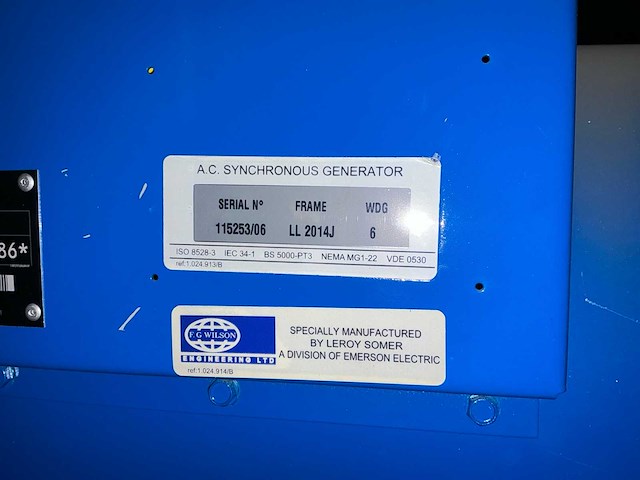 A.C. SYNCHRONOUS GENERATOR
SERIAL Nº FRAME WDG
115253/06 LL 2014J 6
ISO 8528-3 IEC 34-1 BS 5000-PT3 NEMA MG1-22 VDE 0530
ref:1.024.913/B
86*
F.G WILSON
ENGINEERING LTD
ref:1.024.914/B
SPECIALLY MANUFACTURED
BY LEROY SOMER
A DIVISION OF EMERSON ELECTRIC